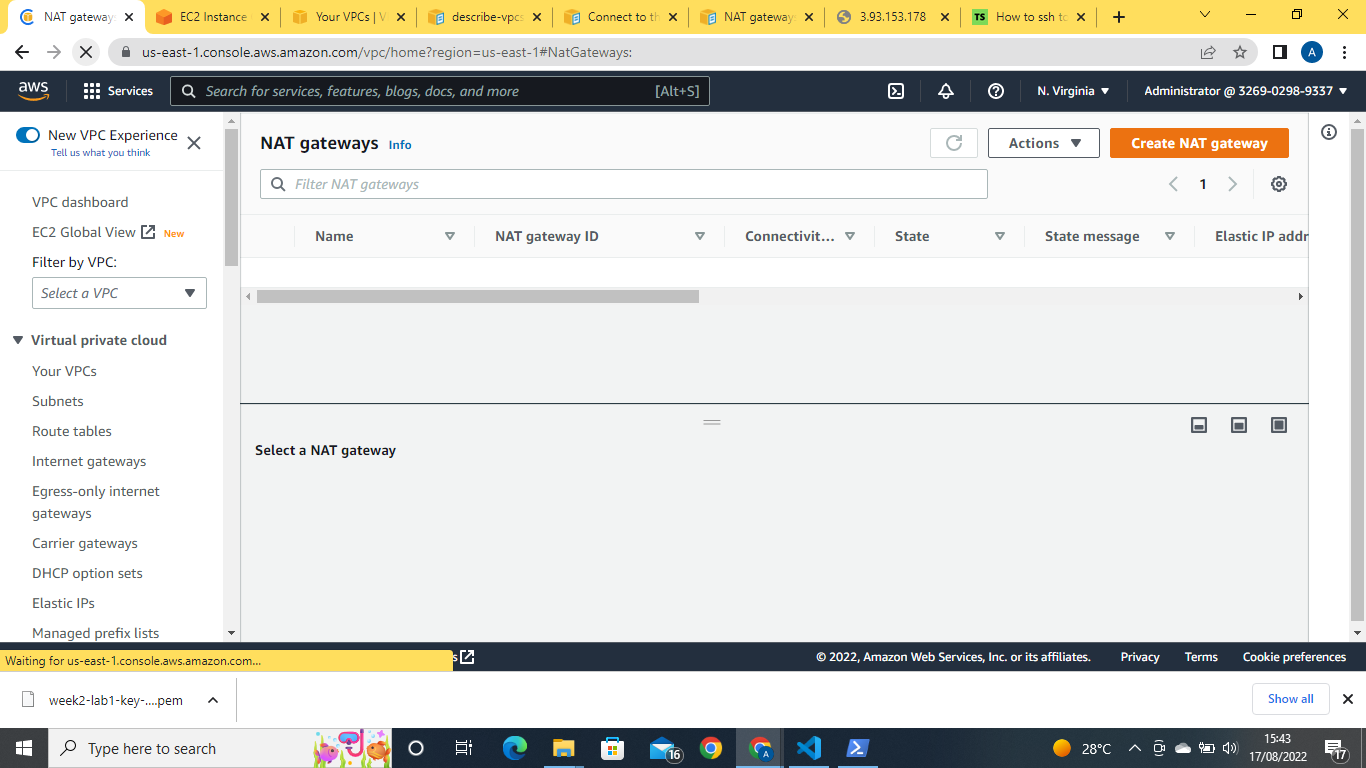 NAT gateways
EC2 Instance
Your VPCs | V
describe-vpcs
Connect to th
NAT gateways
3.93.153.178
TS
How to ssh to
us-east-1.console.aws.amazon.com/vpc/home?region=us-east-1#NatGateways:
A
aws
Services
Search for services, features, blogs, docs, and more
[Alt+S]
N. Virginia
Administrator @ 3269-0298-9337
New VPC Experience
Tell us what you think
VPC dashboard
EC2 Global View New
Filter by VPC:
Select a VPC
Virtual private cloud
Your VPCs
Subnets
Route tables
Internet gateways
Egress-only internet
gateways
Carrier gateways
DHCP option sets
Elastic IPs
Managed prefix lists
NAT gateways Info
Actions
Create NAT gateway
Filter NAT gateways
1
Name
NAT gateway ID
Connectivit...
State
State message
Elastic IP addr
Select a NAT gateway
Waiting for us-east-1.console.aws.amazon.com...
© 2022, Amazon Web Services, Inc. or its affiliates.
Privacy
Terms
Cookie preferences
week2-lab1-key-....pem
Show all
Type here to search
16
A
28°C
15:43
17/08/2022
17